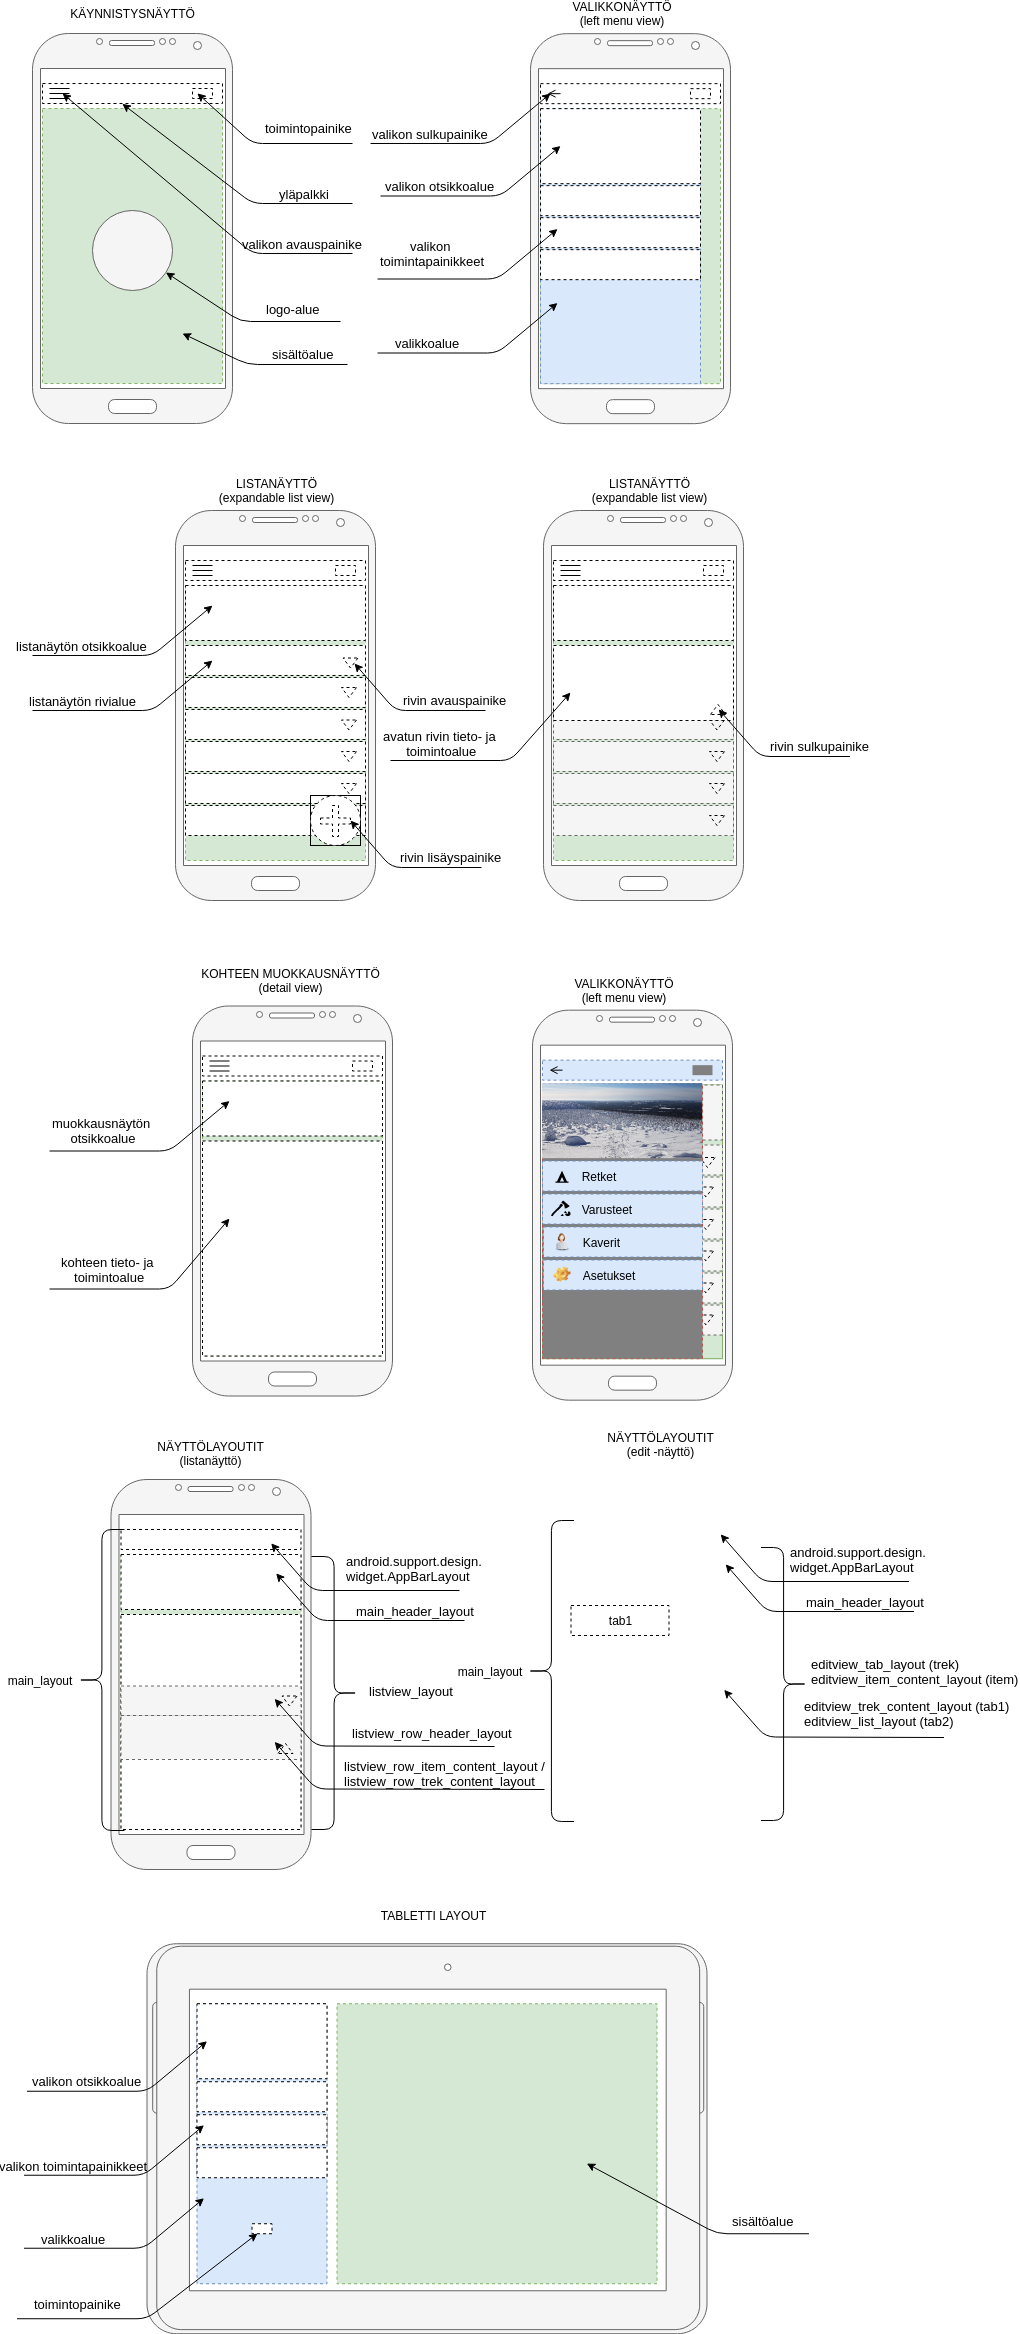 KÄYNNISTYSNÄYTTÖ
toimintopainike
yläpalkki
valikon avauspainike
logo-alue
sisältöalue
VALIKKONÄYTTÖ
(left menu view)
valikon sulkupainike
valikon otsikkoalue
valikon
toimintapainikkeet
valikkoalue
LISTANÄYTTÖ
(expandable list view)
listanäytön otsikkoalue
listanäytön rivialue
rivin avauspainike
rivin lisäyspainike
LISTANÄYTTÖ
(expandable list view)
avatun rivin tieto- ja
toimintoalue
rivin sulkupainike
KOHTEEN MUOKKAUSNÄYTTÖ
(detail view)
muokkausnäytön
otsikkoalue
kohteen tieto- ja
toimintoalue
VALIKKONÄYTTÖ
(left menu view)
Retket
Varusteet
Kaverit
Asetukset
NÄYTTÖLAYOUTIT
(listanäyttö)
main_layout
android.support.design.
widget.AppBarLayout
main_header_layout
listview_layout
listview_row_header_layout
listview_row_item_content_layout /
listview_row_trek_content_layout
NÄYTTÖLAYOUTIT
(edit -näyttö)
main_layout
tab1
android.support.design.
widget.AppBarLayout
main_header_layout
editview_tab_layout (trek)
editview_item_content_layout (item)
editview_trek_content_layout (tab1)
editview_list_layout (tab2)
TABLETTI LAYOUT
valikon otsikkoalue
valikon toimintapainikkeet
valikkoalue
toimintopainike
sisältöalue